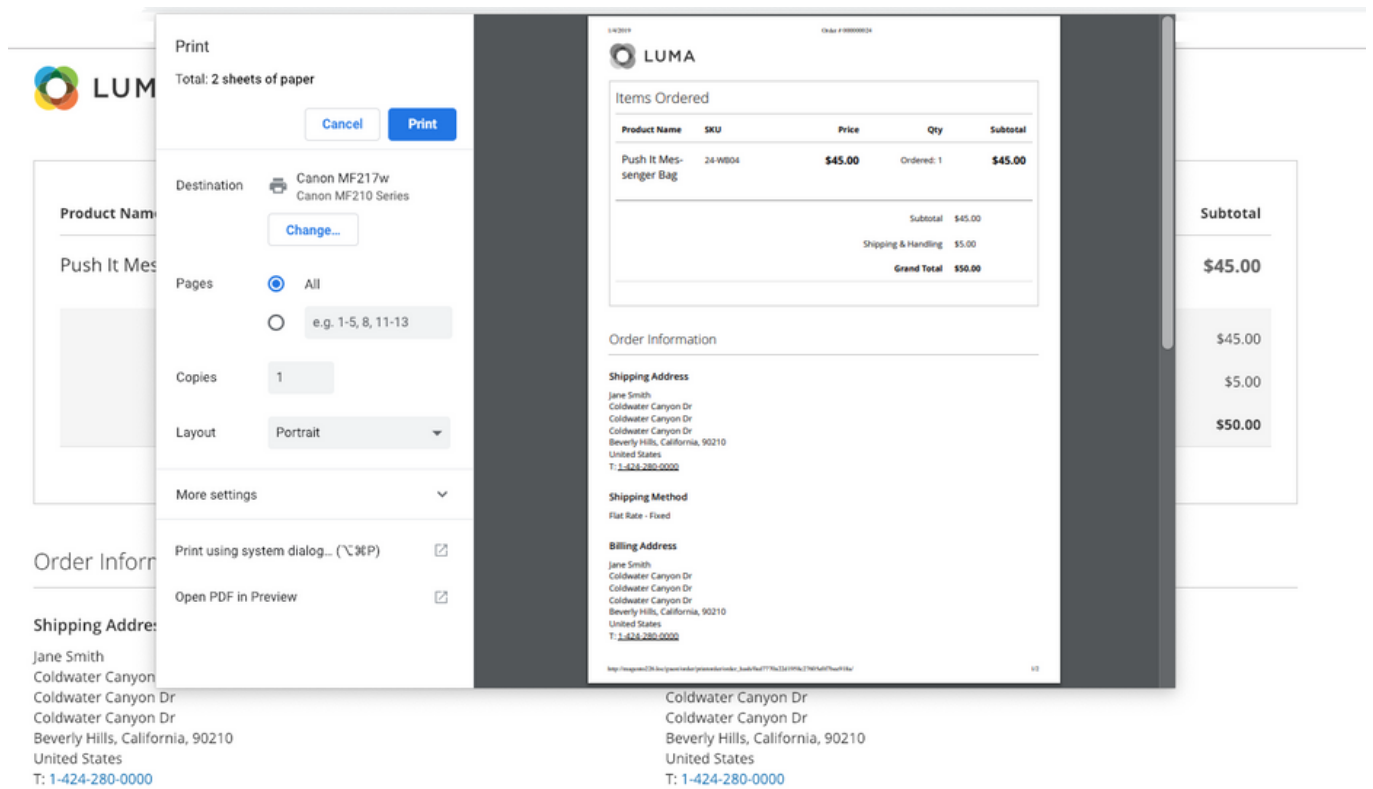 LUM
Product Nam
Push It Mes
Order Inforr
Shipping Addres
Jane Smith
Coldwater Canyon
Coldwater Canyon Dr
Coldwater Canyon Dr
Beverly Hills, California, 90210
United States
T: 1-424-280-0000
Print
Total: 2 sheets of paper
Cancel
Print
Destination
Canon MF217w
Canon MF210 Series
Change...
Pages
All
e.g. 1-5, 8, 11-13
Copies
1
Layout
Portrait
More settings
Print using system dialog... (⌥⌘P)
Open PDF in Preview
1/4/2019 Order # 000000024
LUMA
Items Ordered
Product Name SKU Price Qty Subtotal
Push It Mes- 24-WB04 $45.00 Ordered: 1 $45.00
senger Bag
Subtotal $45.00
Shipping & Handling $5.00
Grand Total $50.00
Order Information
Shipping Address
Jane Smith
Coldwater Canyon Dr
Coldwater Canyon Dr
Coldwater Canyon Dr
Beverly Hills, California, 90210
United States
T: 1-424-280-0000
Shipping Method
Flat Rate - Fixed
Billing Address
Jane Smith
Coldwater Canyon Dr
Coldwater Canyon Dr
Coldwater Canyon Dr
Beverly Hills, California, 90210
United States
T: 1-424-280-0000
1/2
Subtotal
$45.00
$45.00
$5.00
$50.00
Coldwater Canyon Dr
Coldwater Canyon Dr
Beverly Hills, California, 90210
United States
T: 1-424-280-0000